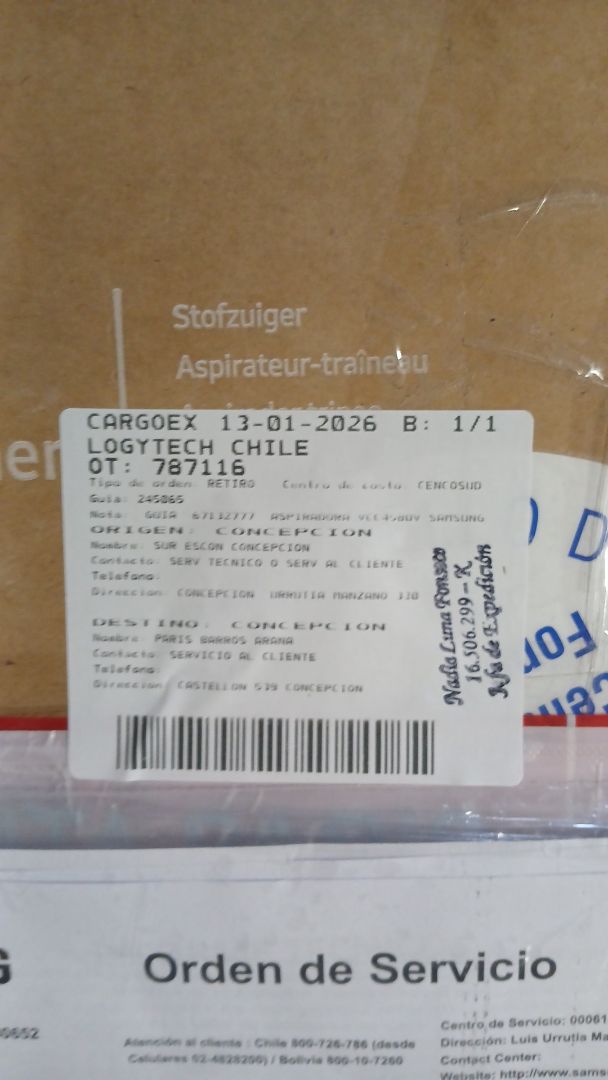 Stofzuiger
Aspirateur-traîneau
CARGOEX 13-01-2026 B: 1/1
LOGYTECH CHILE
OT: 787116
Tipo de orden: RETIRO Centro de costo: CENCOSUD
Guia: 245865
Nota: GUIA 67132777 ASPIRADORA SAMSUNG
ORIGEN: CONCEPCION
Nombre: SUR ESCON CONCEPCION
Contacto: SERV TECNICO O SERV AL CLIENTE
Telefono:
Direccion: CONCEPCION URRUTIA MANZANO 330
DESTINO: CONCEPCION
Nombre: PARIS BARROS ARANA
Contacto: SERVICIO AL CLIENTE
Telefono:
Direccion: CASTELLON 539 CONCEPCION
Nadia Luna Fonseca
16.506.299-K
Jefa de Expedición
Orden de Servicio
Atención al cliente : Chile 800-726-786 (desde
Celulares 02-4828200) / Bolivia 800-10-7260
Centro de Servicio: 00061
Dirección: Luis Urrutia Ma
Contact Center:
Website: http://www.sams